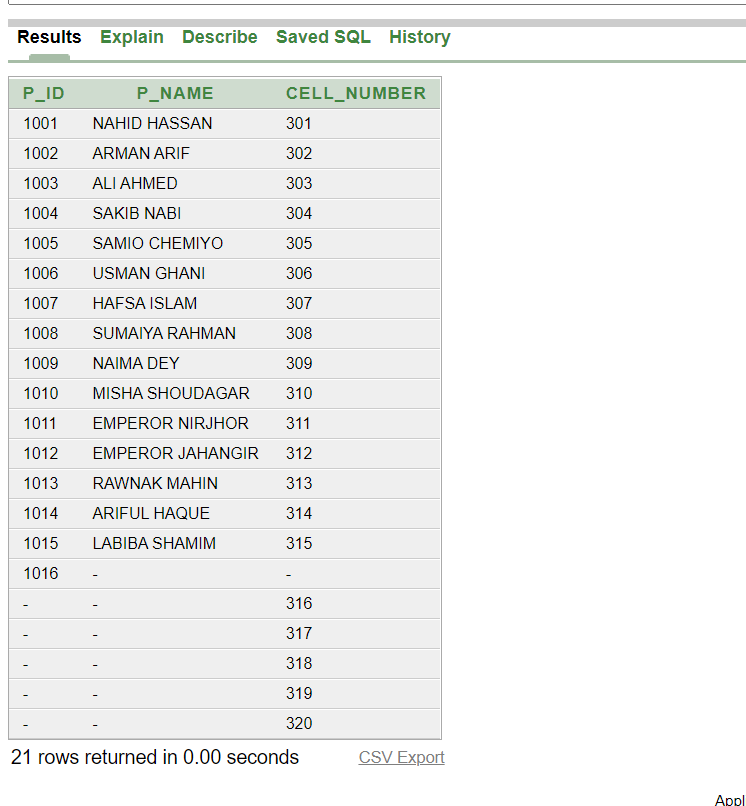 Results Explain Describe Saved SQL History
P_ID P_NAME CELL_NUMBER
1001 NAHID HASSAN 301
1002 ARMAN ARIF 302
1003 ALI AHMED 303
1004 SAKIB NABI 304
1005 SAMIO CHEMIYO 305
1006 USMAN GHANI 306
1007 HAFSA ISLAM 307
1008 SUMAIYA RAHMAN 308
1009 NAIMA DEY 309
1010 MISHA SHOUDAGAR 310
1011 EMPEROR NIRJHOR 311
1012 EMPEROR JAHANGIR 312
1013 RAWNAK MAHIN 313
1014 ARIFUL HAQUE 314
1015 LABIBA SHAMIM 315
1016 - -
- - 316
- - 317
- - 318
- - 319
- - 320
21 rows returned in 0.00 seconds CSV Export
Appl